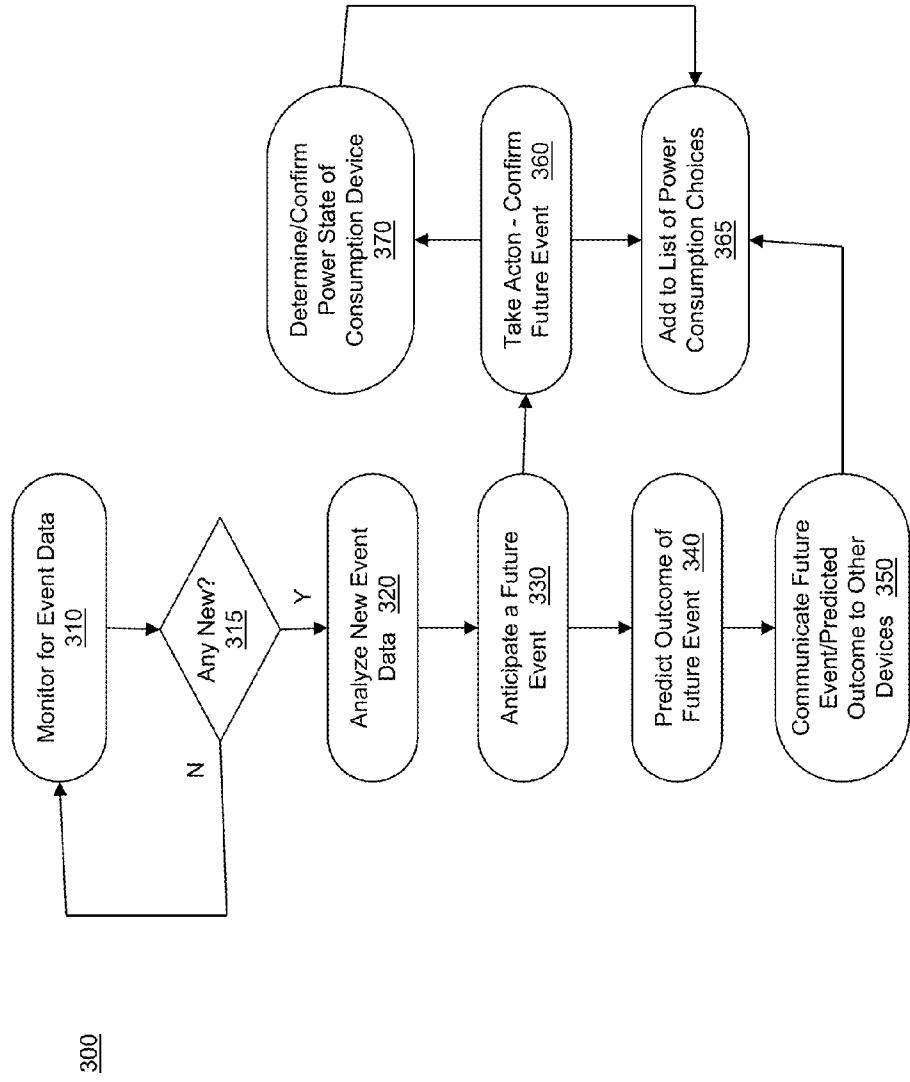 300
Monitor for Event Data
310
Any New?
315
N
Y
Analyze New Event
Data 320
Anticipate a Future
Event 330
Predict Outcome of
Future Event 340
Communicate Future
Event/Predicted
Outcome to Other
Devices 350
Determine/Confirm
Power State of
Consumption Device
370
Take Acton - Confirm
Future Event 360
Add to List of Power
Consumption Choices
365